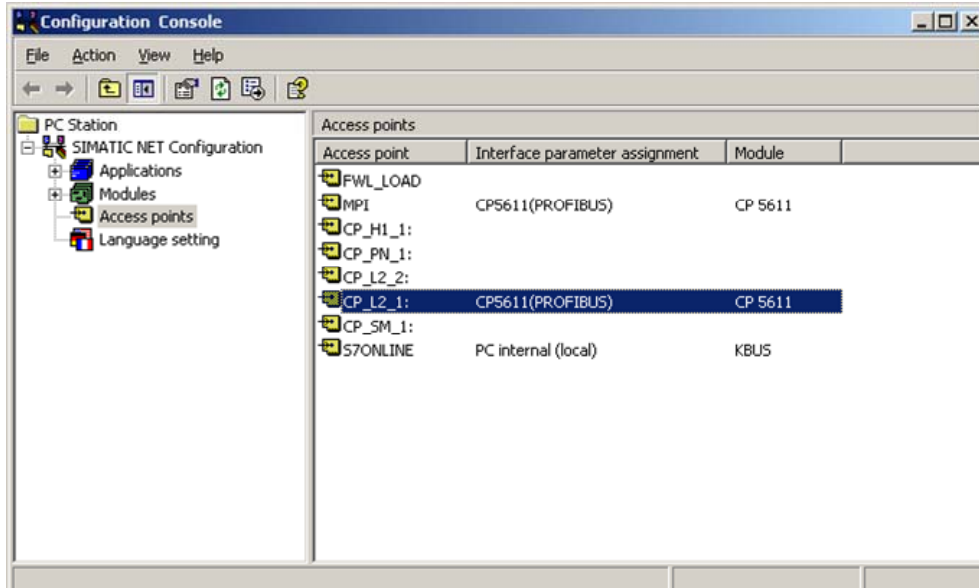 Configuration Console
File Action View Help
PC Station
SIMATIC NET Configuration
Applications
Modules
Access points
Language setting
Access points
Access point Interface parameter assignment Module
FWL_LOAD
MPI CP5611(PROFIBUS) CP 5611
CP_H1_1:
CP_PN_1:
CP_L2_2:
CP_L2_1: CP5611(PROFIBUS) CP 5611
CP_SM_1:
S7ONLINE PC internal (local) KBUS